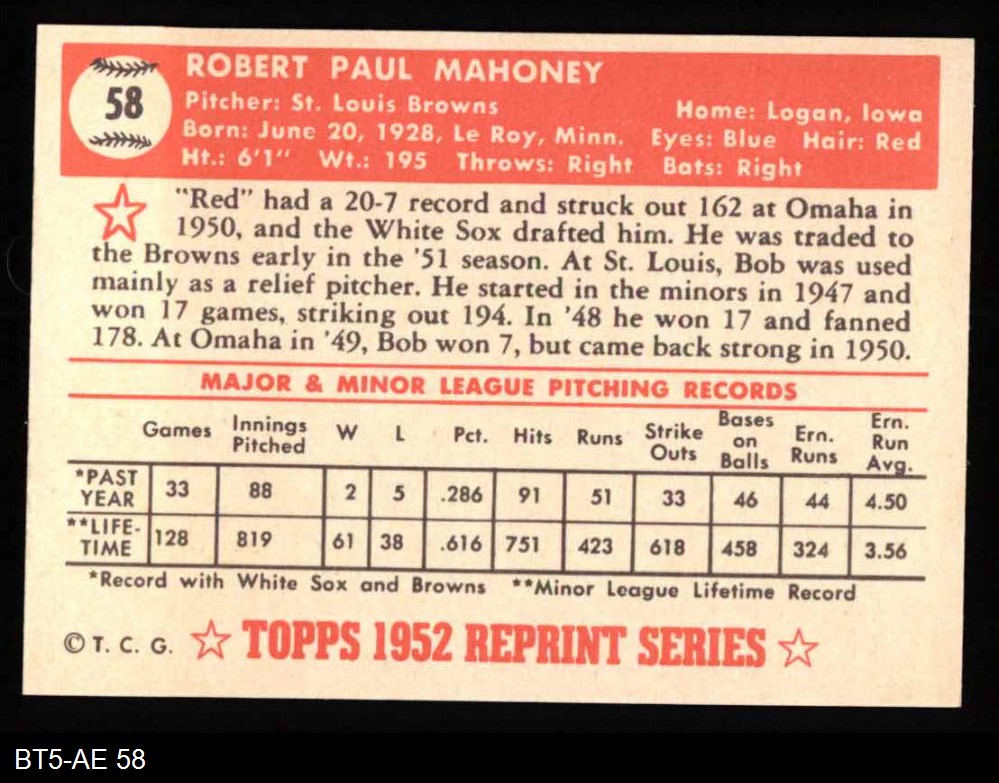 58
ROBERT PAUL MAHONEY
Pitcher: St. Louis Browns Home: Logan, Iowa
Born: June 20, 1928, Le Roy, Minn. Eyes: Blue Hair: Red
Ht.: 6'1" Wt.: 195 Throws: Right Bats: Right
"Red" had a 20-7 record and struck out 162 at Omaha in
1950, and the White Sox drafted him. He was traded to
the Browns early in the '51 season. At St. Louis, Bob was used
mainly as a relief pitcher. He started in the minors in 1947 and
won 17 games, striking out 194. In '48 he won 17 and fanned
178. At Omaha in '49, Bob won 7, but came back strong in 1950.
MAJOR & MINOR LEAGUE PITCHING RECORDS
Games Innings Pitched W L Pct. Hits Runs Strike Outs Bases on Balls Ern. Runs Ern. Run Avg.
*PAST YEAR 33 88 2 5 .286 91 51 33 46 44 4.50
**LIFE-TIME 128 819 61 38 .616 751 423 618 458 324 3.56
*Record with White Sox and Browns **Minor League Lifetime Record
© T. C. G. ☆ TOPPS 1952 REPRINT SERIES ☆
BT5-AE 58